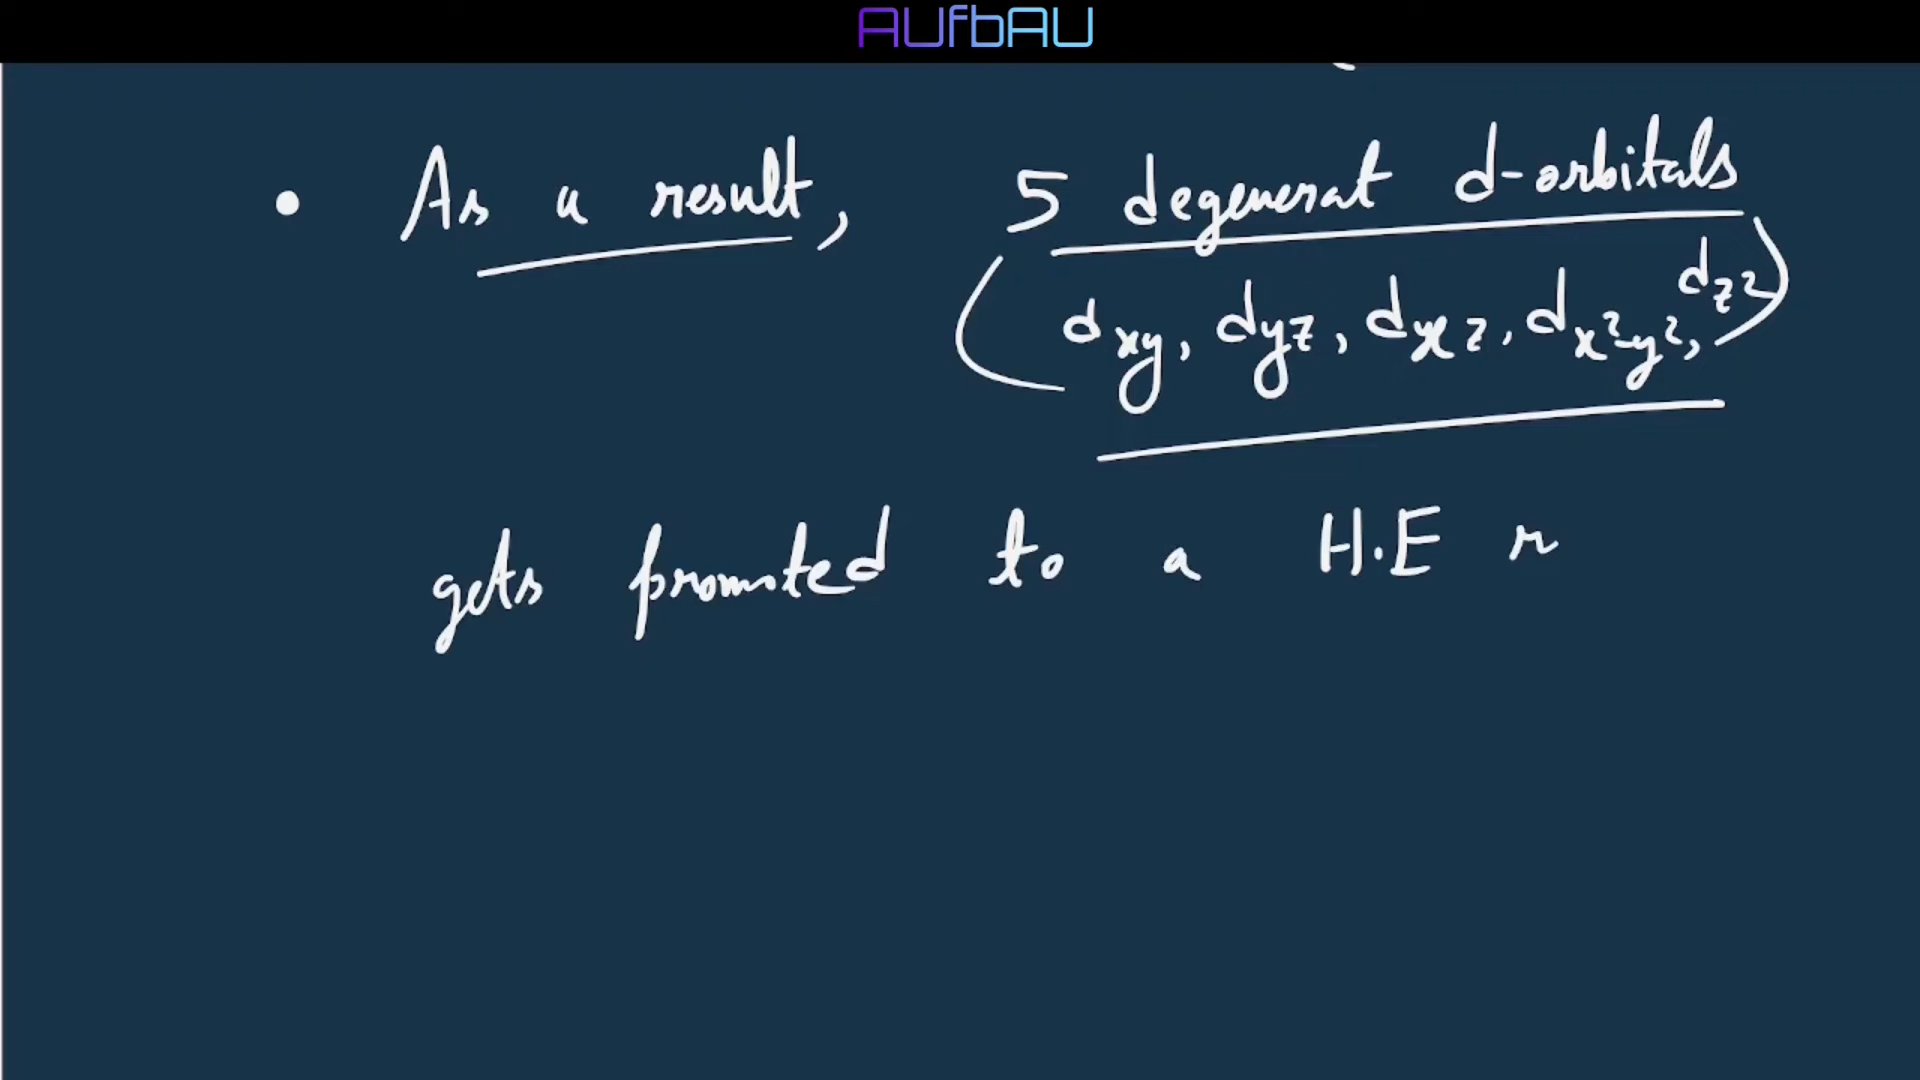 AUfbAU
• As a result, 5 degenerat d-orbitals
(dxy, dyz, dxz, dx²-y², dz²)
gets promoted to a H.E r